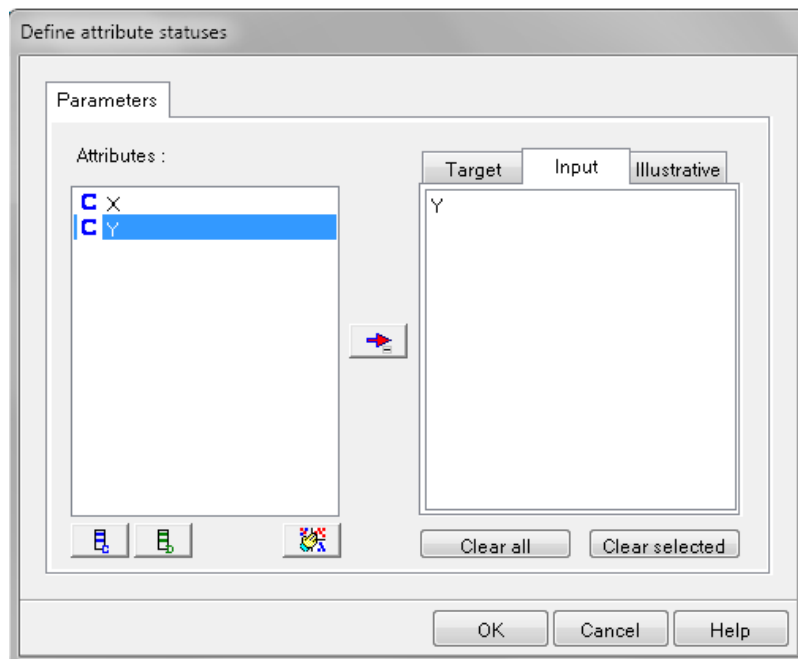 Define attribute statuses
Parameters
Attributes :
Target Input Illustrative
C X
C Y
Y
Clear all Clear selected
OK Cancel Help